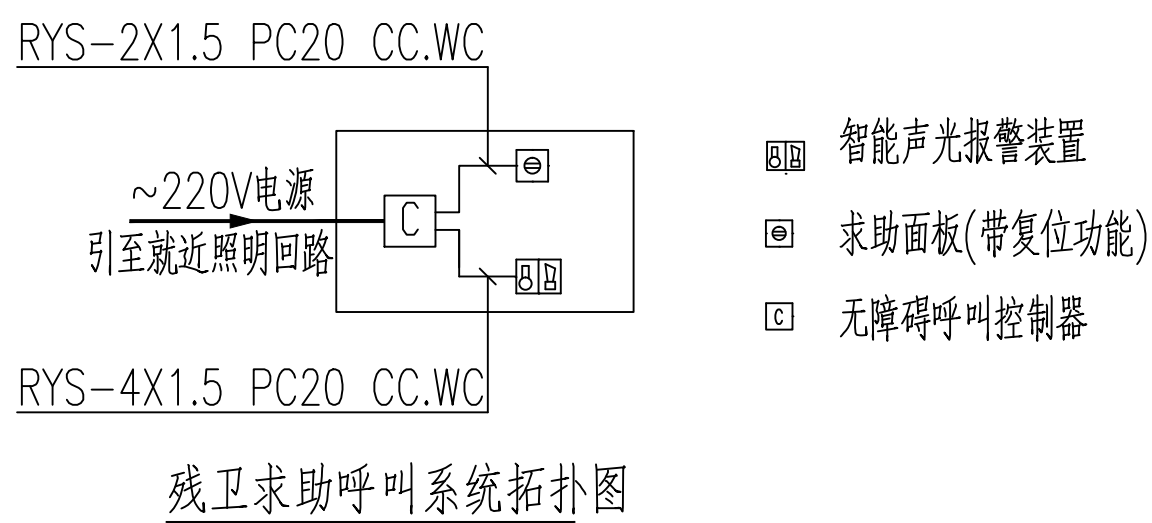 RYS-2X1.5 PC20 CC.WC
~220V电源
引至就近照明回路
C
RYS-4X1.5 PC20 CC.WC
智能声光报警装置
求助面板(带复位功能)
C
无障碍呼叫控制器
残卫求助呼叫系统拓扑图